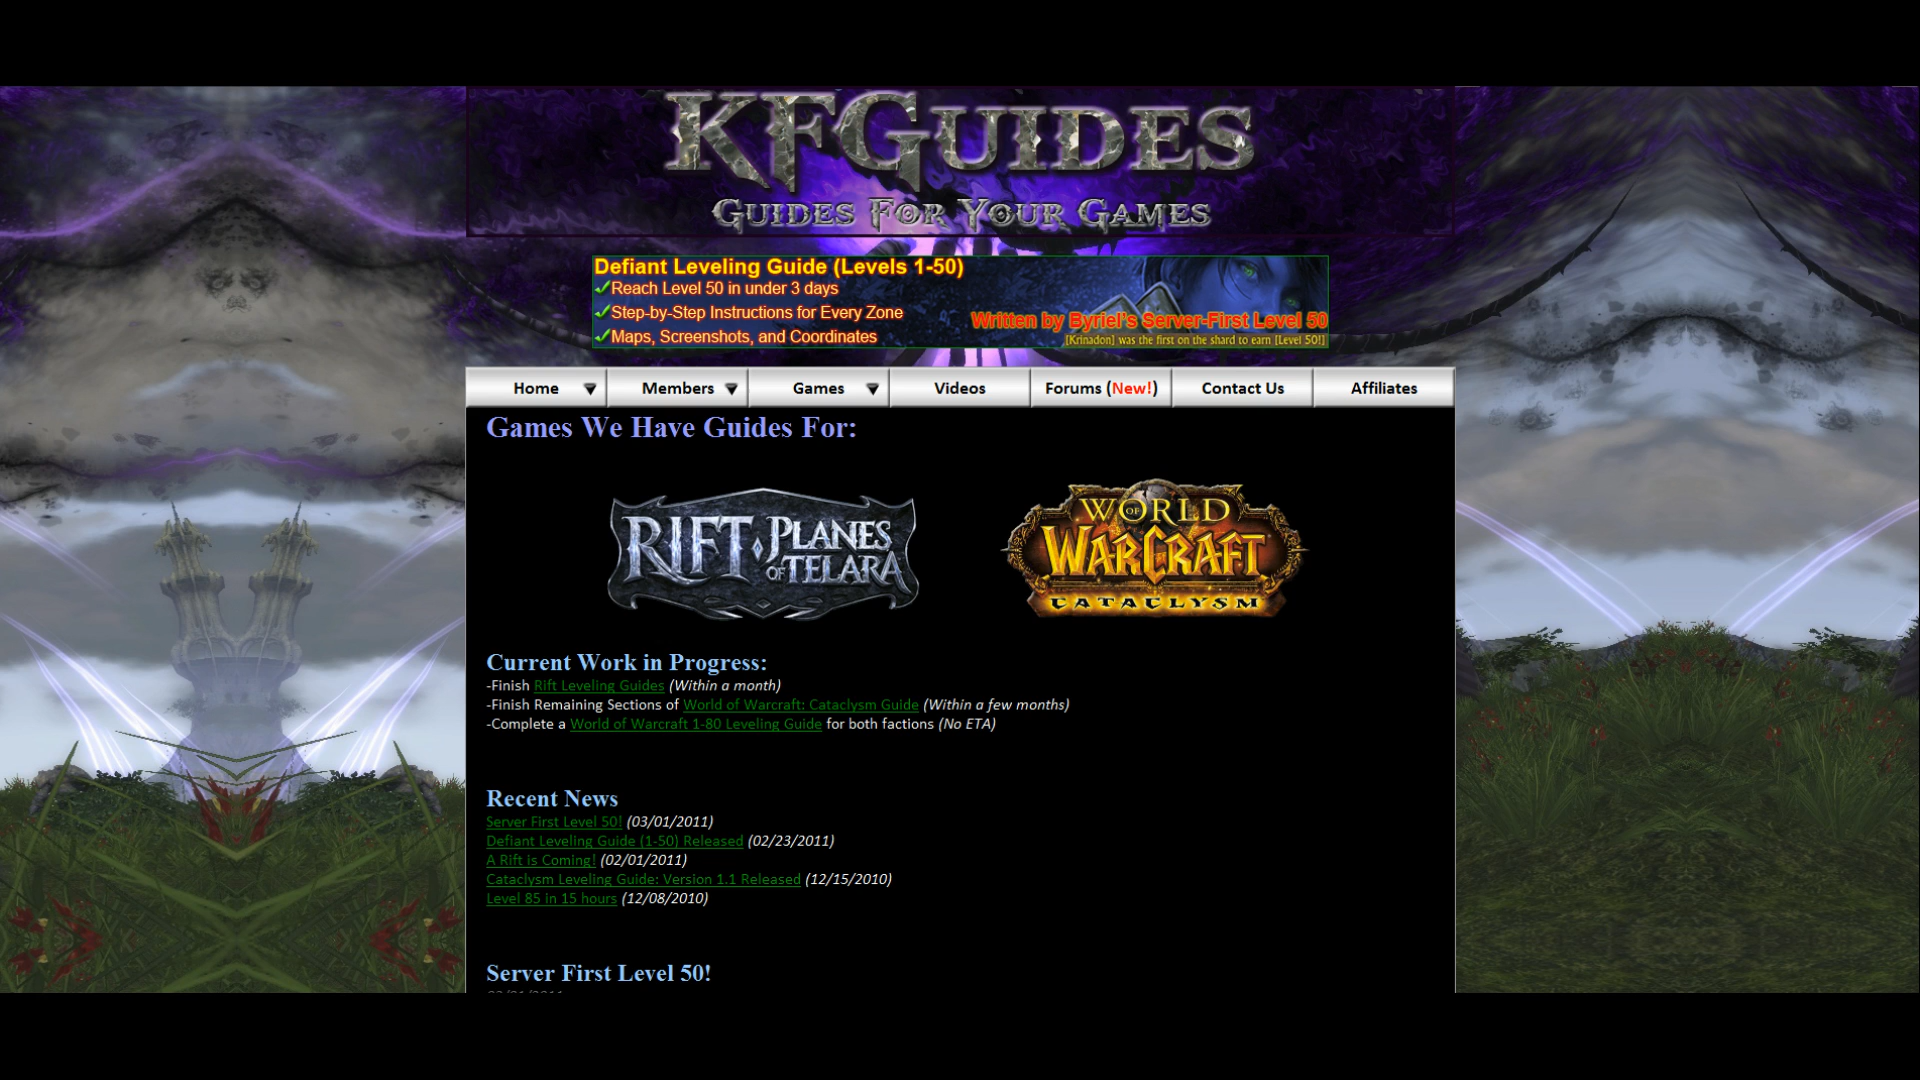 KFGUIDES
GUIDES FOR YOUR GAMES
Defiant Leveling Guide (Levels 1-50)
Reach Level 50 in under 3 days
Step-by-Step Instructions for Every Zone
Maps, Screenshots, and Coordinates
Written by Byriel's Server-First Level 50
[Krinadon] was the first on the shard to earn [Level 50!]
Home Members Games Videos Forums (New!) Contact Us Affiliates
Games We Have Guides For:
RIFT PLANES OF TELARA
WORLD OF WARCRAFT CATACLYSM
Current Work in Progress:
-Finish Rift Leveling Guides (Within a month)
-Finish Remaining Sections of World of Warcraft: Cataclysm Guide (Within a few months)
-Complete a World of Warcraft 1-80 Leveling Guide for both factions (No ETA)
Recent News
Server First Level 50! (03/01/2011)
Defiant Leveling Guide (1-50) Released (02/23/2011)
A Rift is Coming! (02/01/2011)
Cataclysm Leveling Guide: Version 1.1 Released (12/15/2010)
Level 85 in 15 hours (12/08/2010)
Server First Level 50!